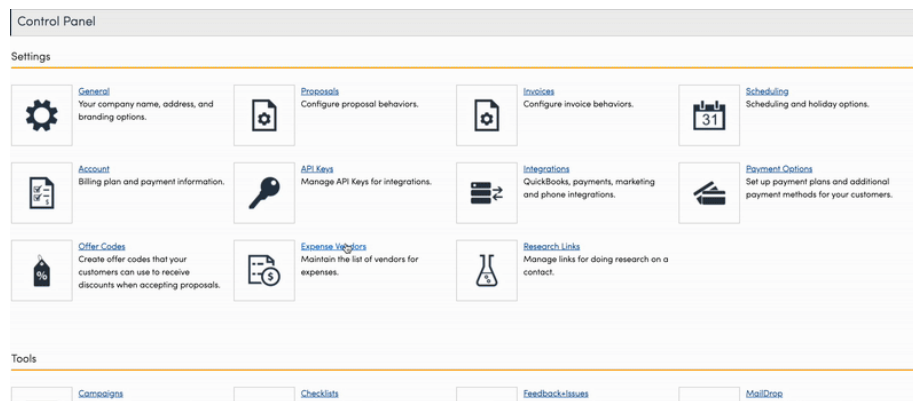 Control Panel
Settings
General
Your company name, address, and
branding options.
Proposals
Configure proposal behaviors.
Invoices
Configure invoice behaviors.
31
Scheduling
Scheduling and holiday options.
Account
Billing plan and payment information.
API Keys
Manage API Keys for integrations.
Integrations
QuickBooks, payments, marketing
and phone integrations.
Payment Options
Set up payment plans and additional
payment methods for your customers.
%
Offer Codes
Create offer codes that your
customers can use to receive
discounts when accepting proposals.
$
Expense Vendors
Maintain the list of vendors for
expenses.
Research Links
Manage links for doing research on a
contact.
Tools
Campaigns
Checklists
Feedback+Issues
MailDrop